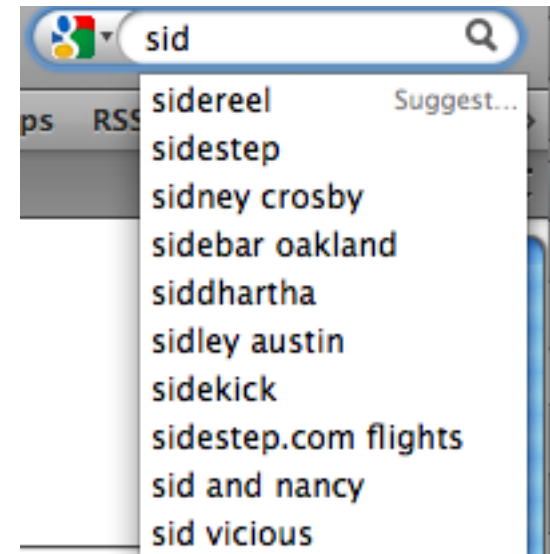 sid
sidereel Suggest...
ps RSS
sidestep
sidney crosby
sidebar oakland
siddhartha
sidley austin
sidekick
sidestep.com flights
sid and nancy
sid vicious